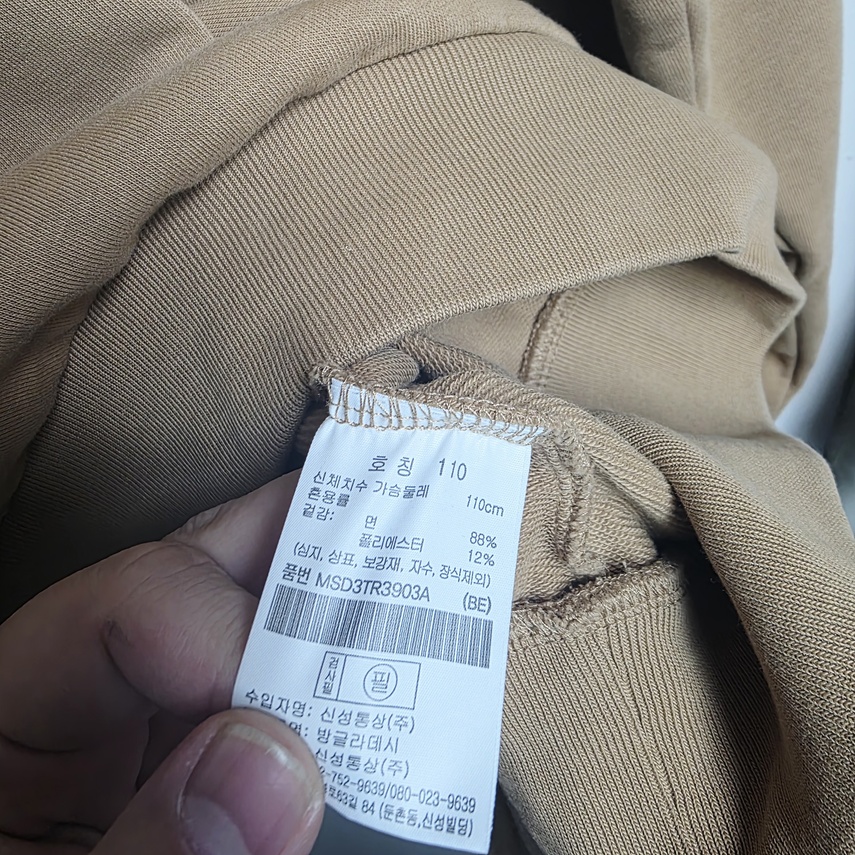 호 칭 110
신체치수 가슴둘레 110cm
혼용률
겉감: 면 88%
폴리에스터 12%
(심지, 상표, 보강재, 자수, 장식제외)
품번 MSD3TR3903A (BE)
검사필 필
수입자명: 신성통상(주)
방글라데시
신성통상(주)
-752-9639/080-023-9639
63길 84 (둔촌동,신성빌딩)